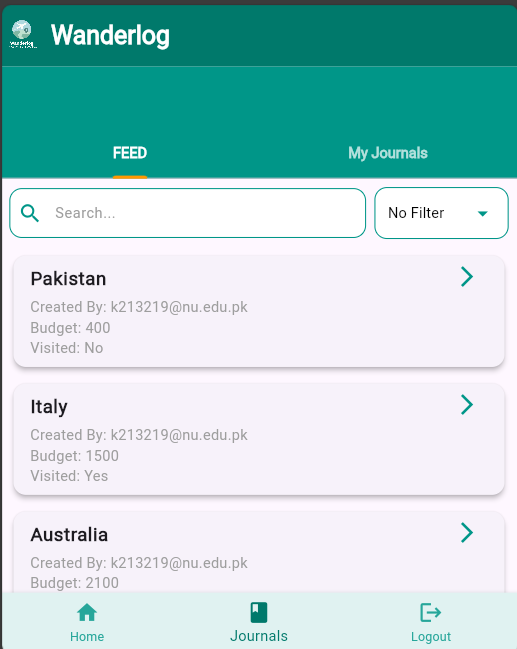 Wanderlog
FEED
My Journals
Search...
No Filter
Pakistan
Created By: k213219@nu.edu.pk
Budget: 400
Visited: No
Italy
Created By: k213219@nu.edu.pk
Budget: 1500
Visited: Yes
Australia
Created By: k213219@nu.edu.pk
Budget: 2100
Home
Journals
Logout